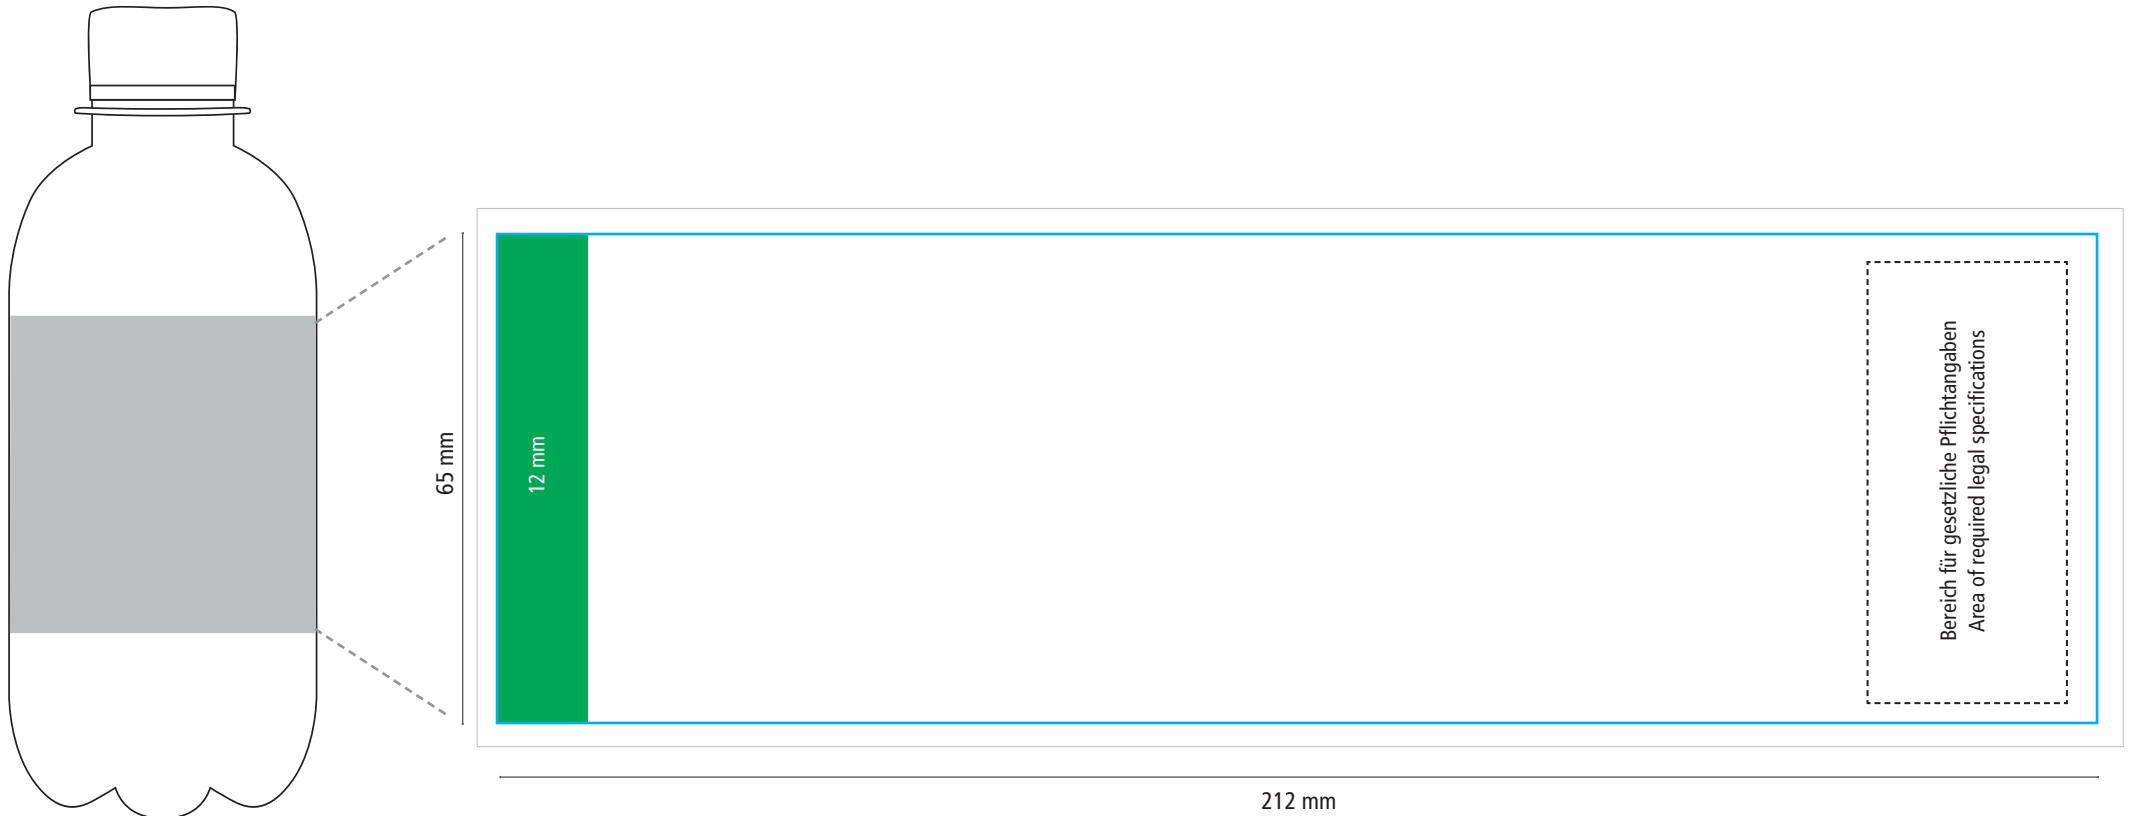 65 mm
12 mm
Bereich für gesetzliche Pflichtangaben
Area of required legal specifications
212 mm